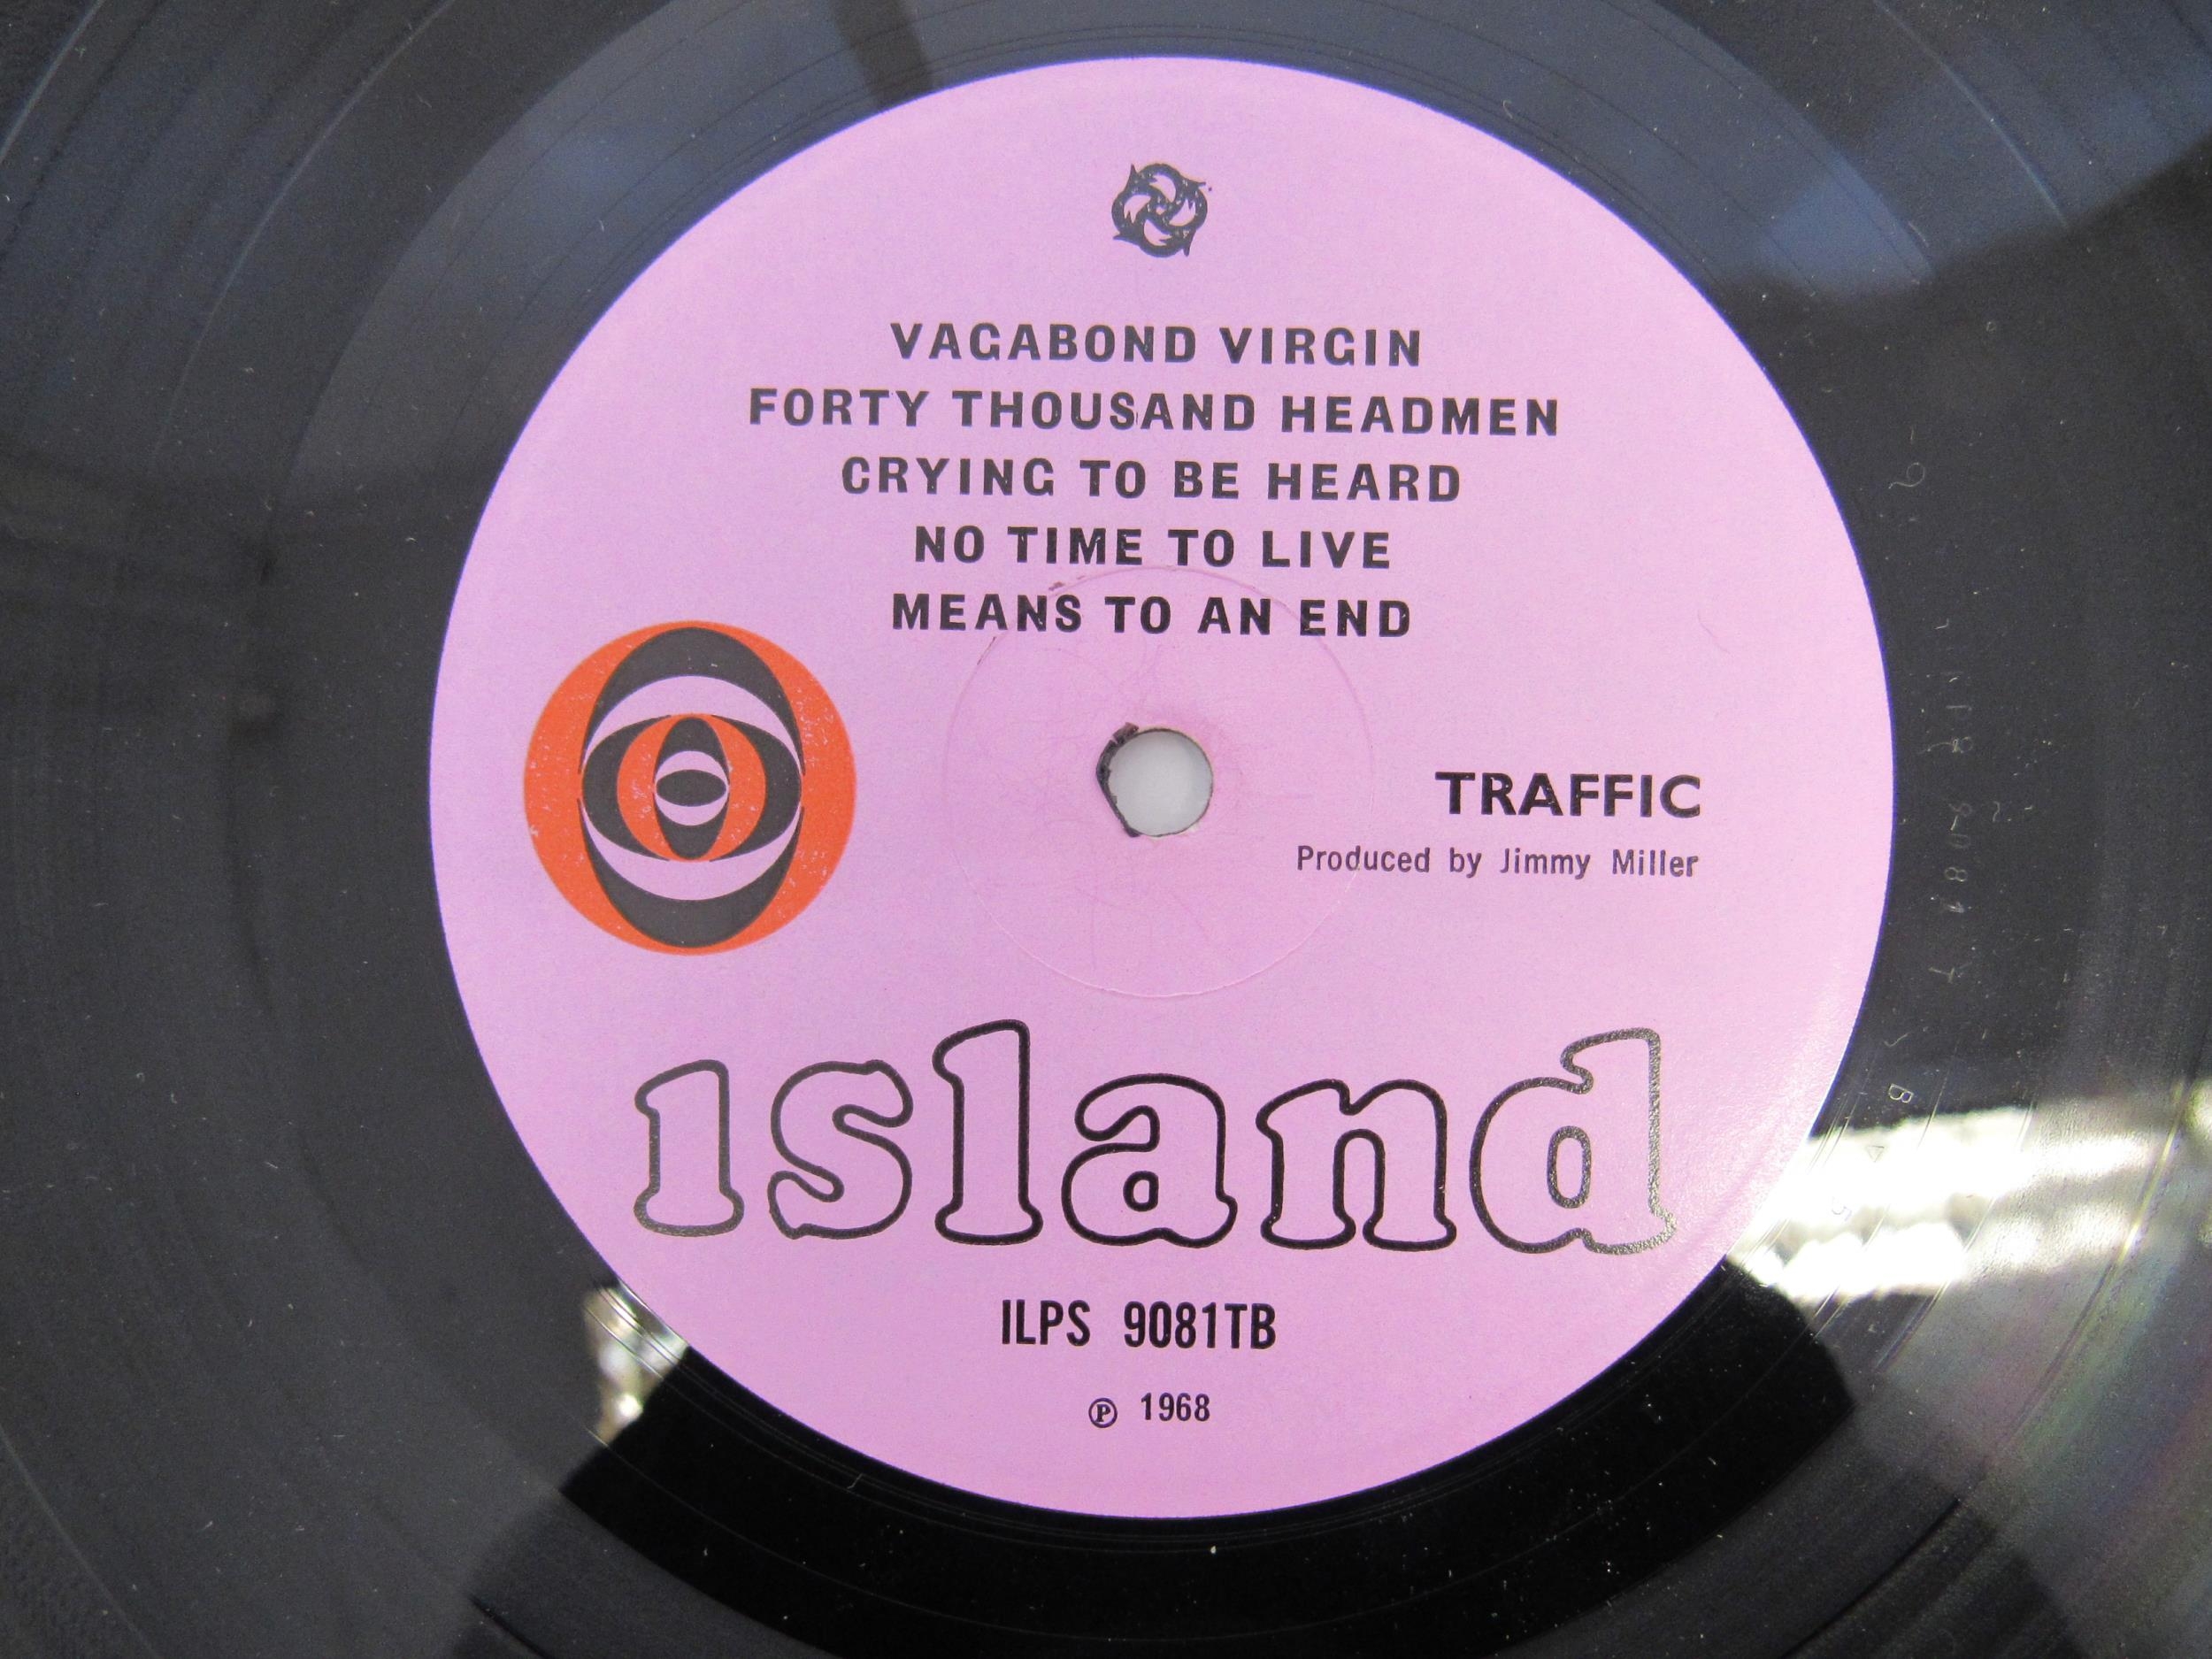 VAGABOND VIRGIN
FORTY THOUSAND HEADMEN
CRYING TO BE HEARD
NO TIME TO LIVE
MEANS TO AN END
TRAFFIC
Produced by Jimmy Miller
island
ILPS 9081TB
℗ 1968